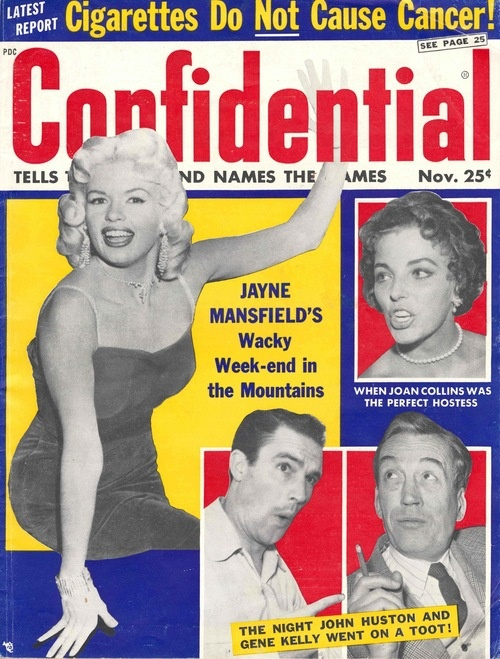 LATEST
REPORT
Cigarettes Do Not Cause Cancer!
SEE PAGE 25
PDC
Confidential®
TELLS T ND NAMES THE AMES Nov. 25¢
JAYNE
MANSFIELD'S
Wacky
Week-end in
the Mountains
WHEN JOAN COLLINS WAS
THE PERFECT HOSTESS
THE NIGHT JOHN HUSTON AND
GENE KELLY WENT ON A TOOT!